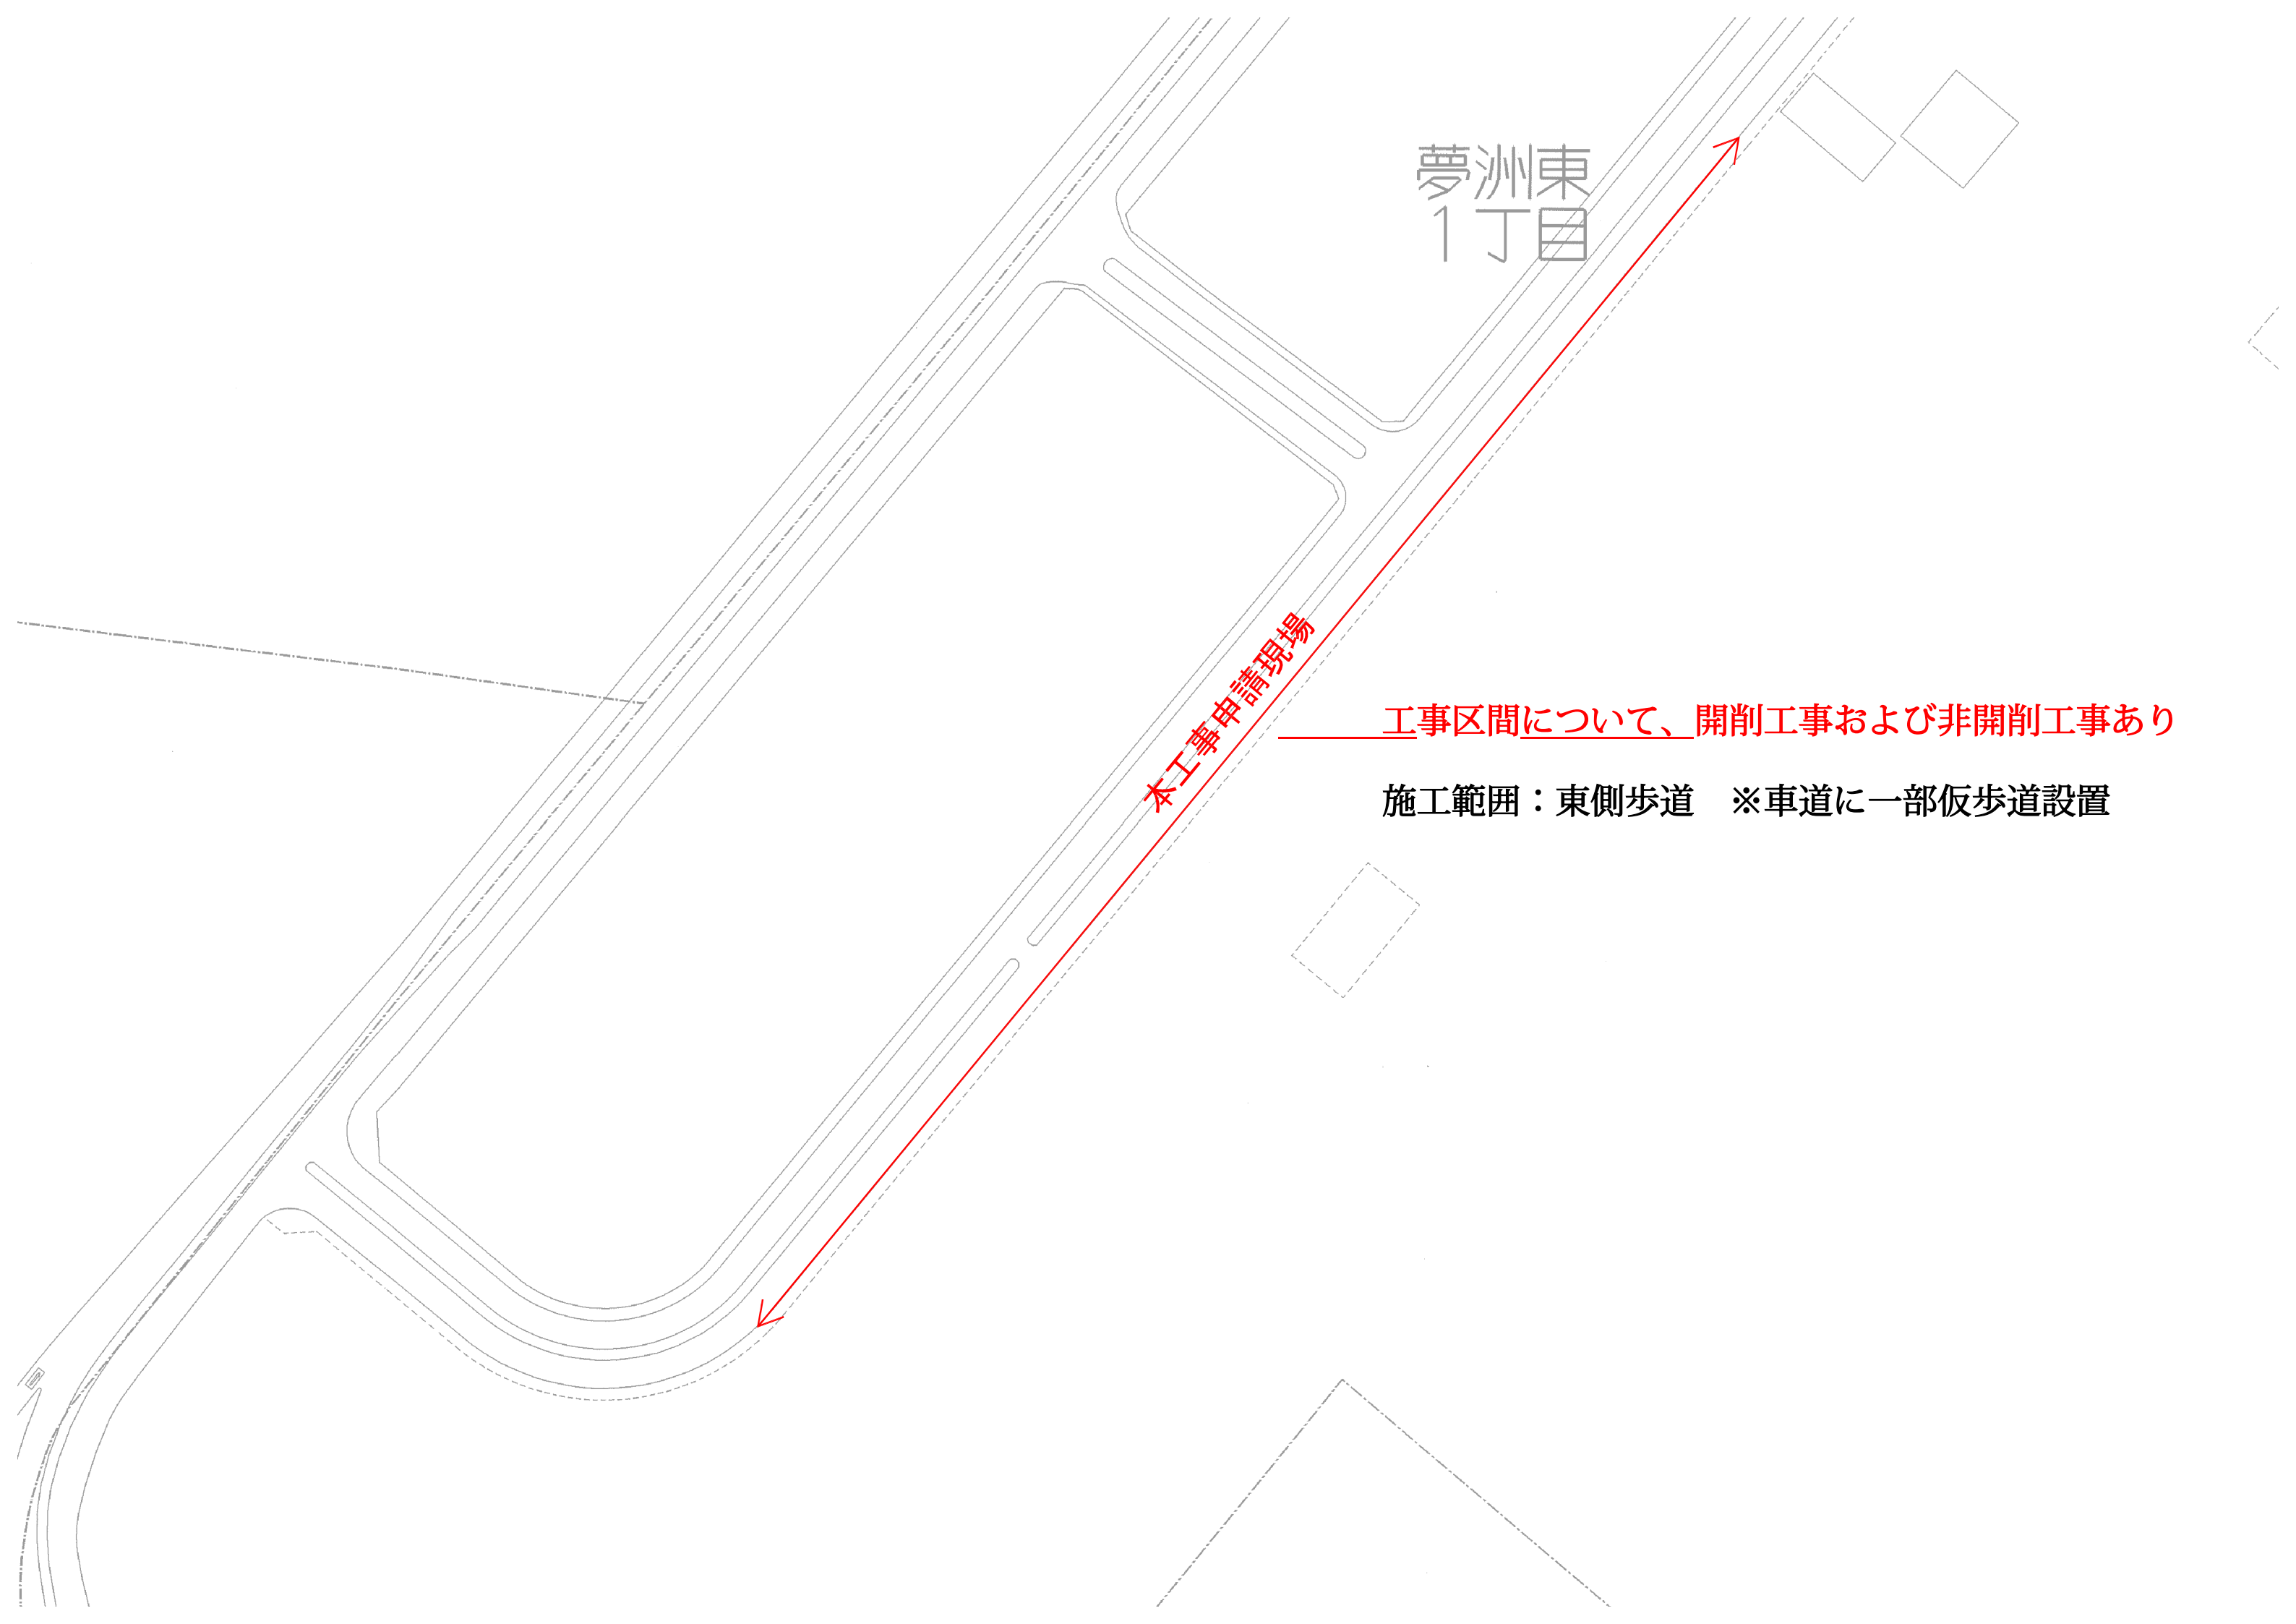 夢洲東
1丁目
本工事申請現場
工事区間について、開削工事および非開削工事あり
施工範囲：東側歩道　※車道に一部仮歩道設置